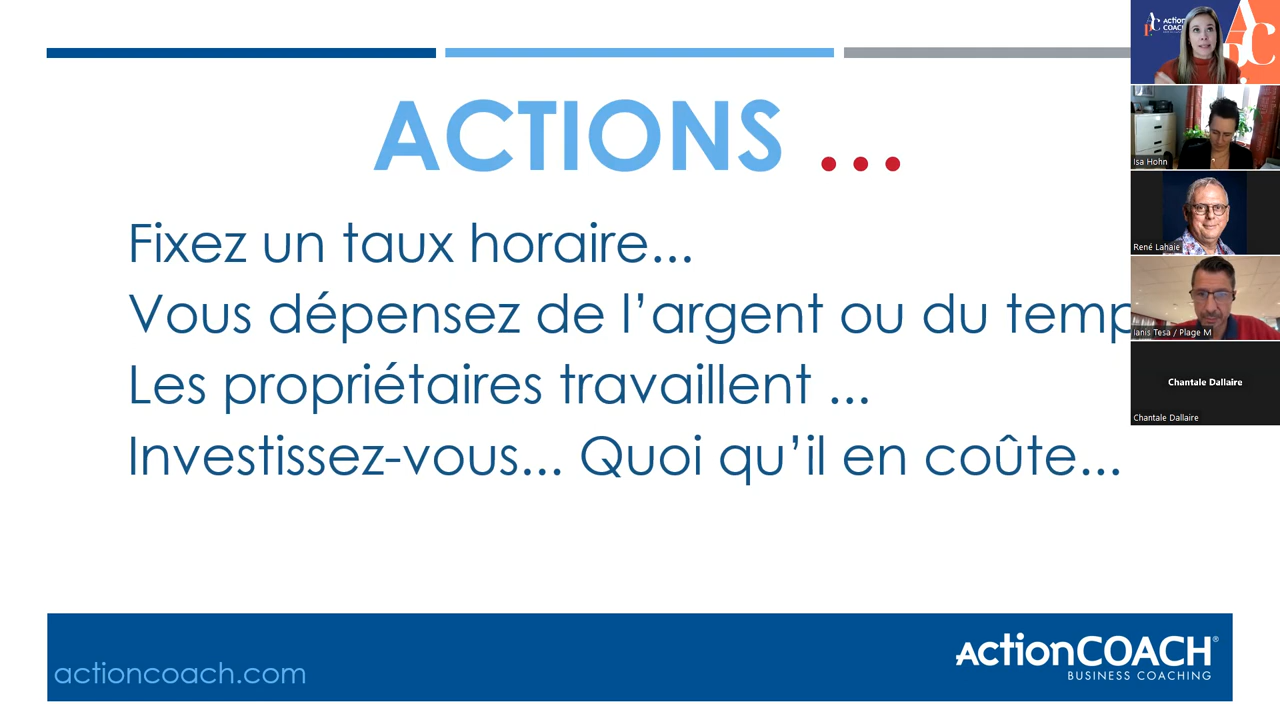 ACTIONS ...
Fixez un taux horaire...
Vous dépensez de l’argent ou du temp
Les propriétaires travaillent ...
Investissez-vous... Quoi qu’il en coûte...
actioncoach.com
ActionCOACH®
BUSINESS COACHING
ACTION
COACH
Isa Hohn
René Lahaie
Ianis Tesa / Plage M
Chantale Dallaire
Chantale Dallaire